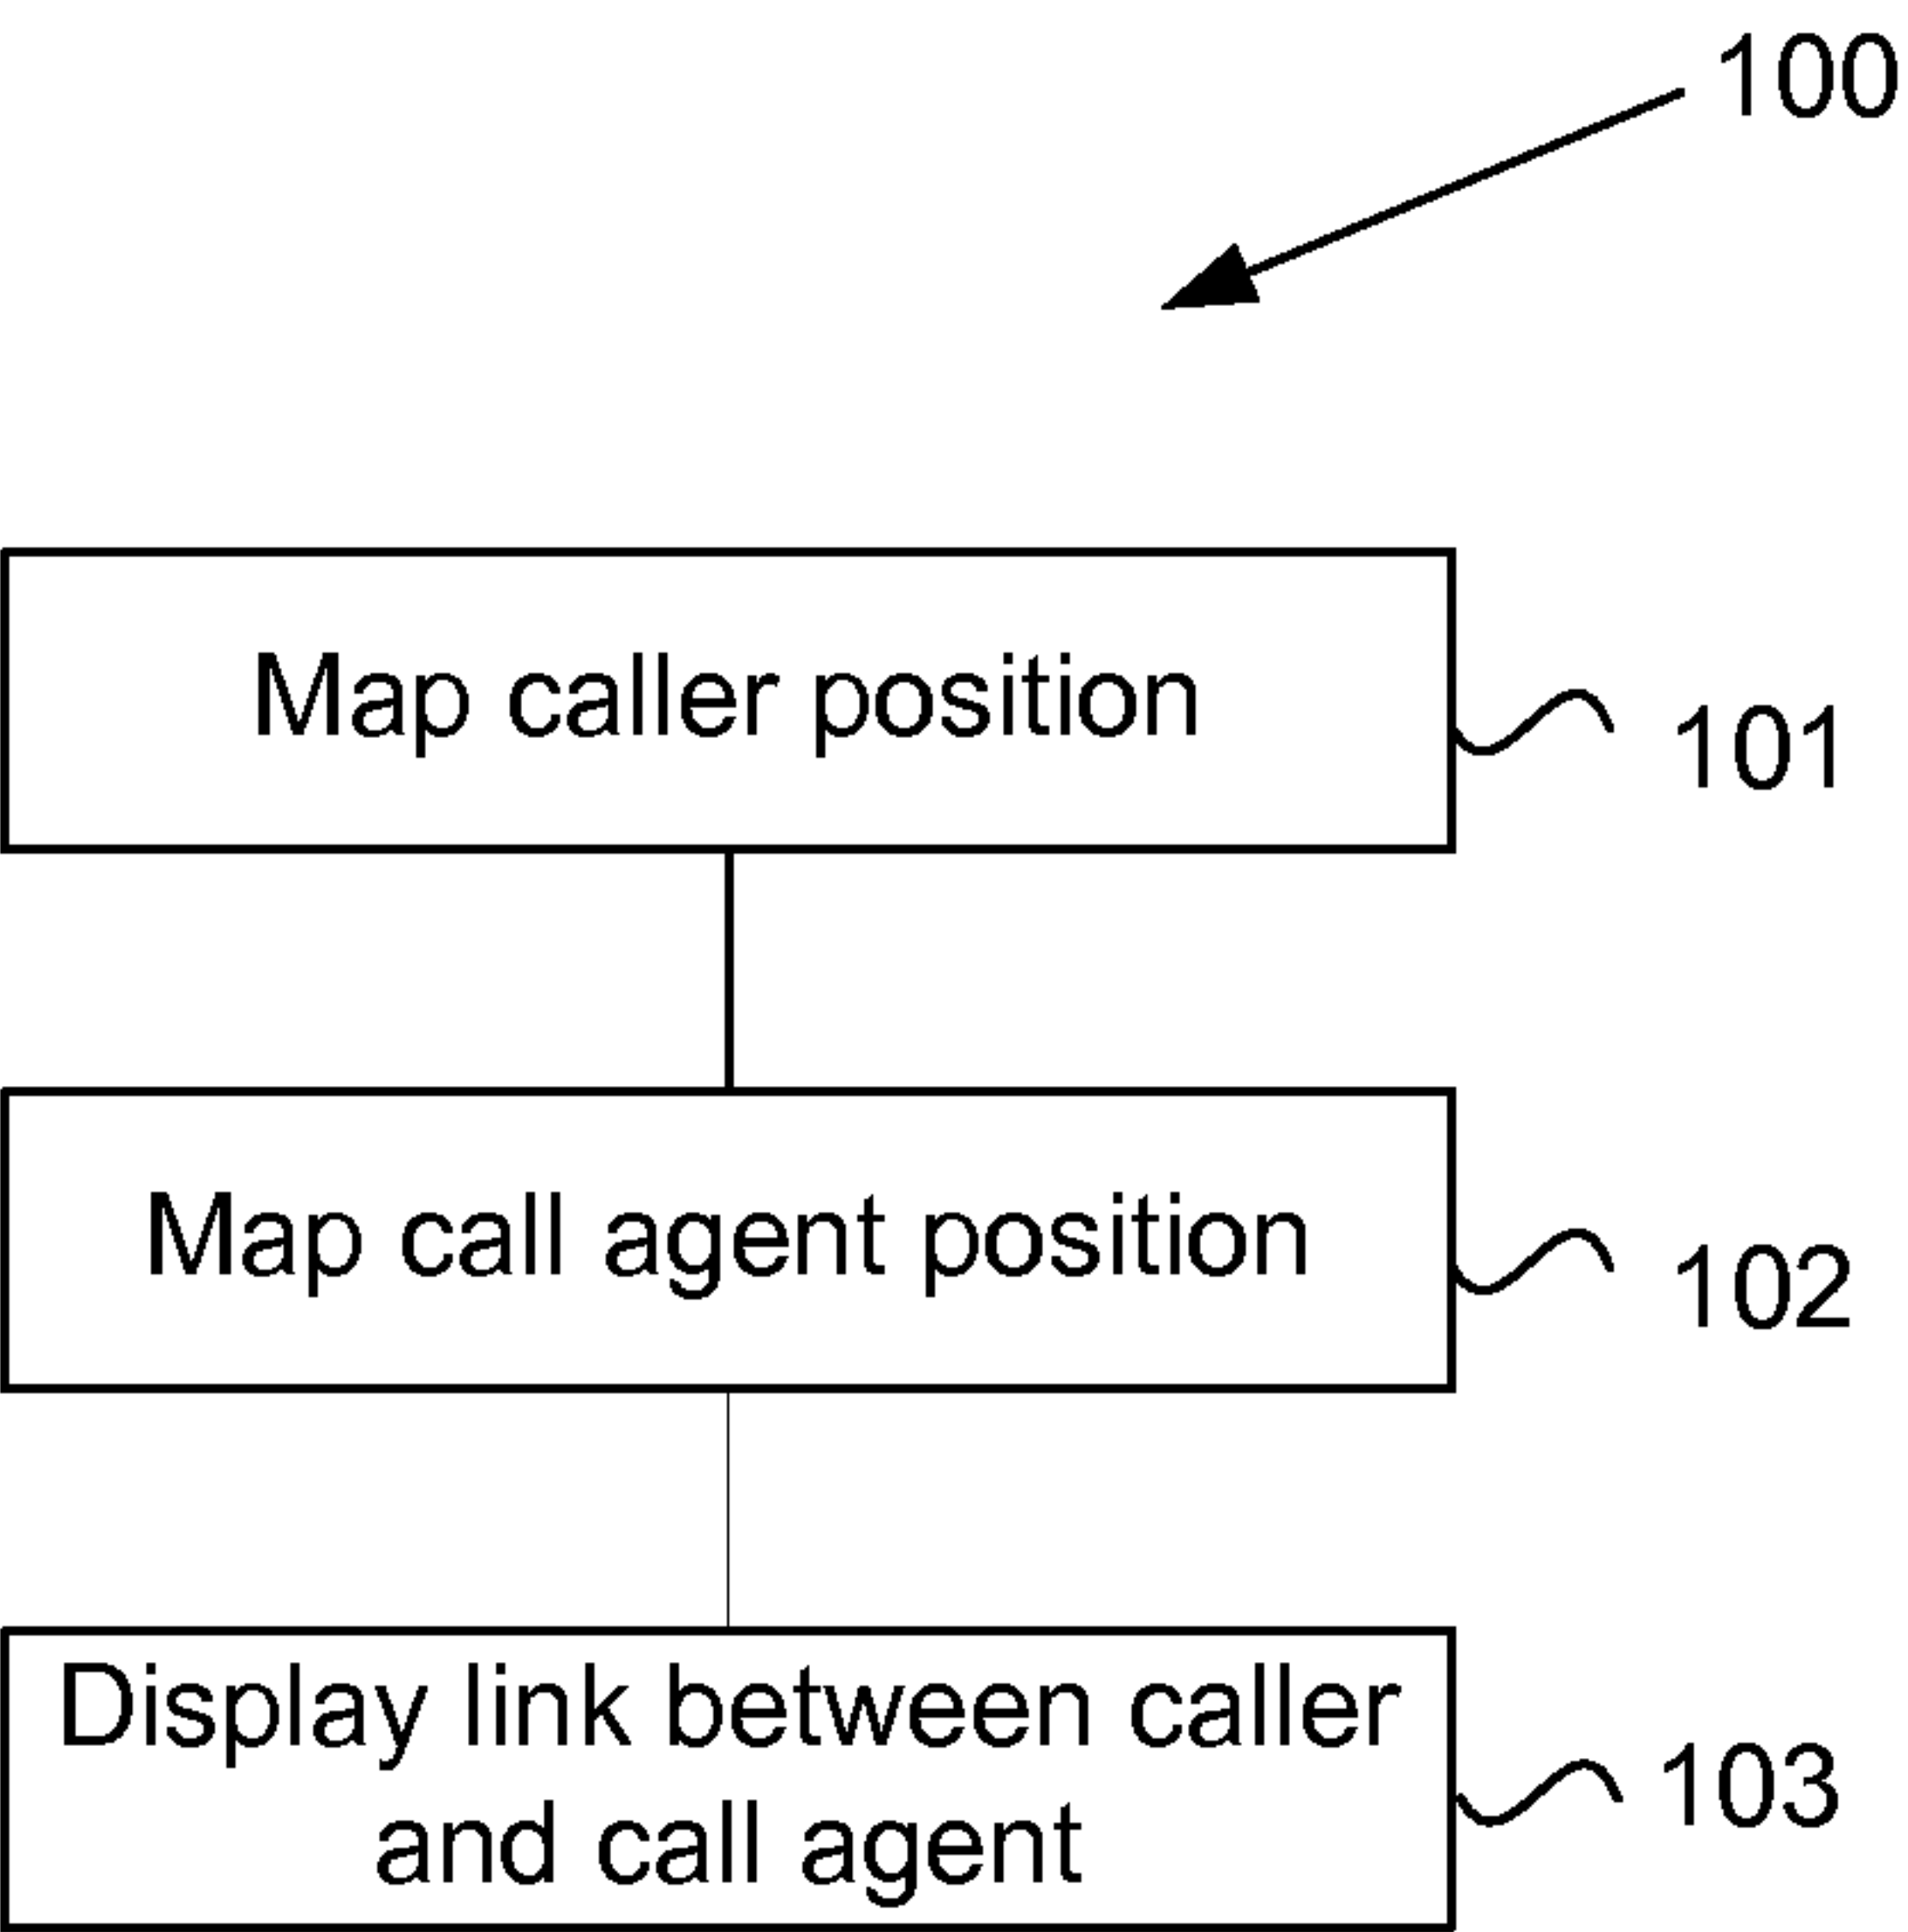 100
Map caller position
101
Map call agent position
102
Display link between caller
and call agent
103